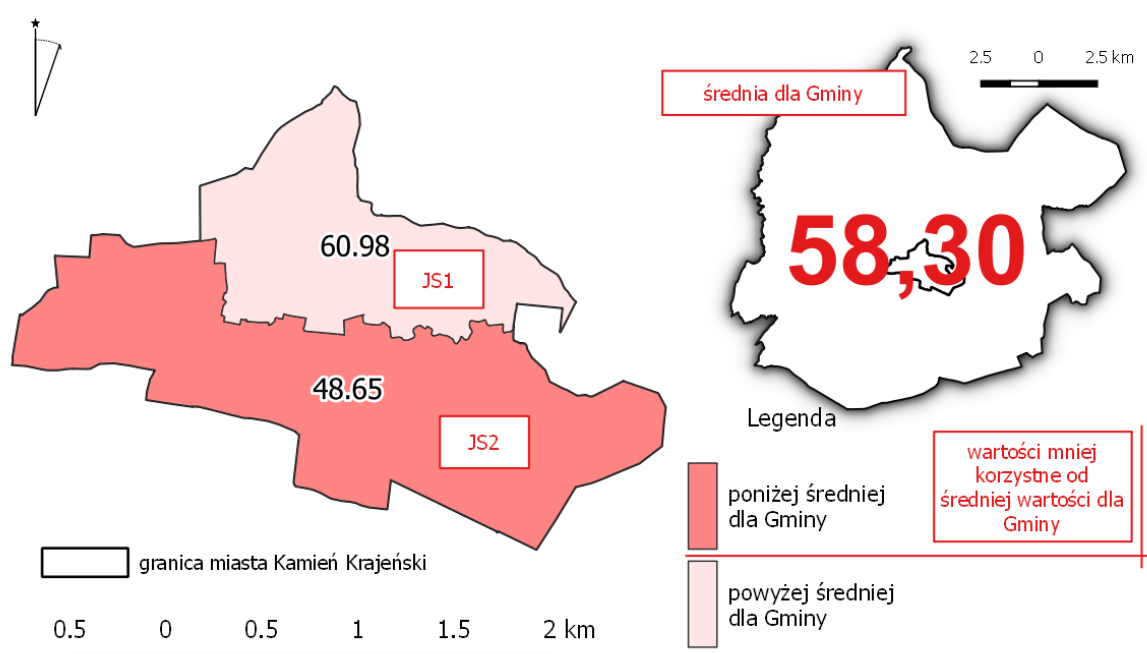 średnia dla Gminy
2.5 0 2.5 km
60.98
JS1
58,30
48.65
JS2
Legenda
wartości mniej
korzystne od
średniej wartości dla
Gminy
poniżej średniej
dla Gminy
granica miasta Kamień Krajeński
powyżej średniej
dla Gminy
0.5 0 0.5 1 1.5 2 km